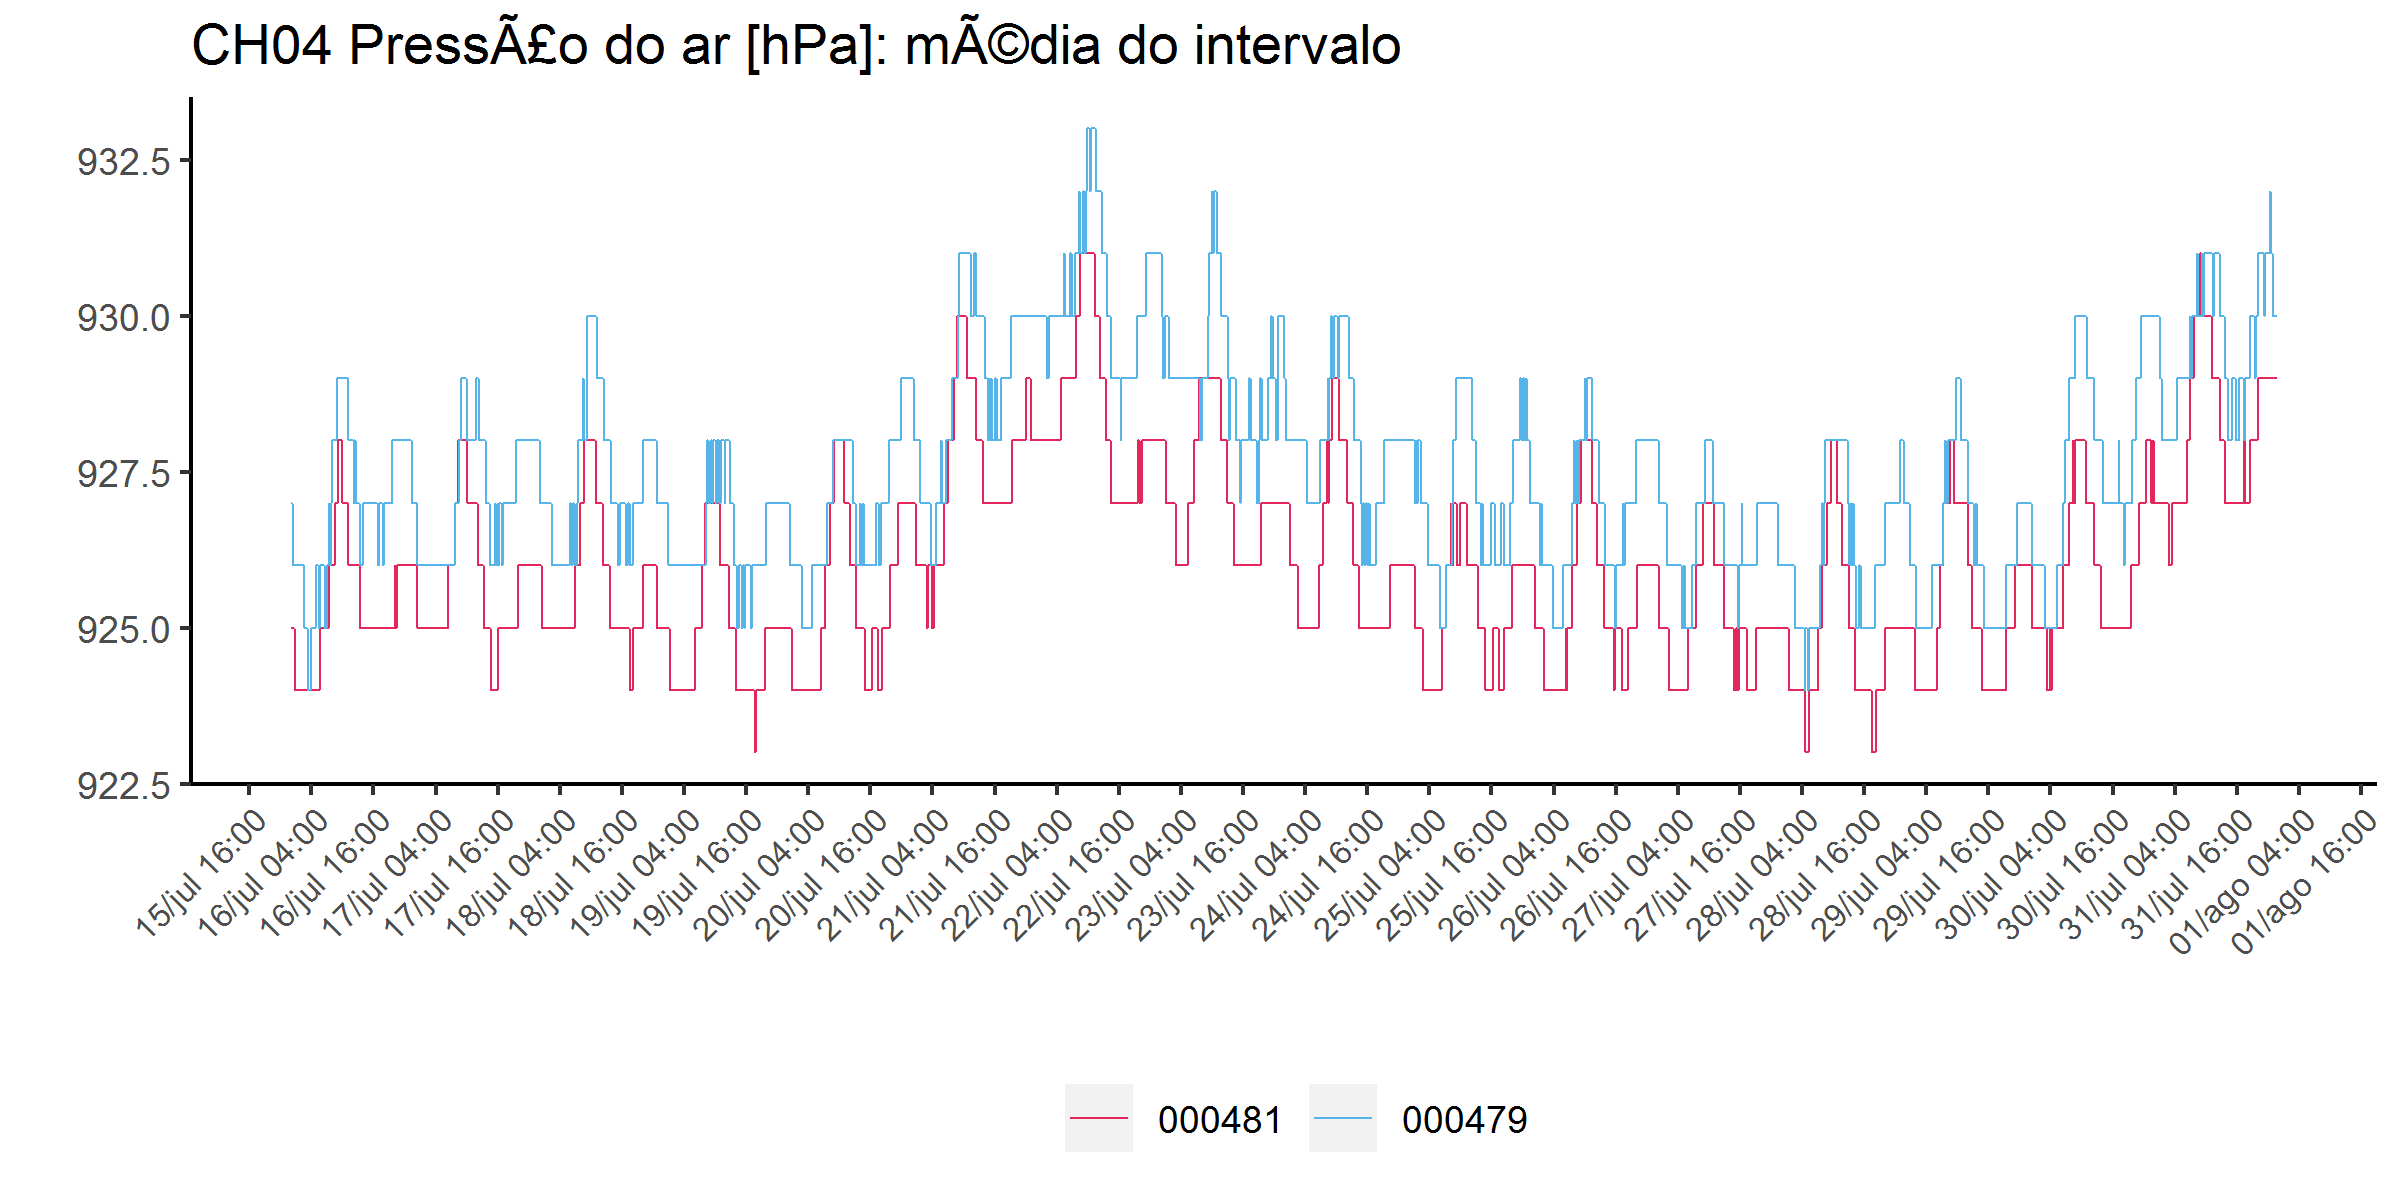 CH04 PressÃ£o do ar [hPa]: mÃ©dia do intervalo
932.5
930.0
927.5
925.0
922.5
15/jul 16:00
16/jul 04:00
16/jul 16:00
17/jul 04:00
17/jul 16:00
18/jul 04:00
18/jul 16:00
19/jul 04:00
19/jul 16:00
20/jul 04:00
20/jul 16:00
21/jul 04:00
21/jul 16:00
22/jul 04:00
22/jul 16:00
23/jul 04:00
23/jul 16:00
24/jul 04:00
24/jul 16:00
25/jul 04:00
25/jul 16:00
26/jul 04:00
26/jul 16:00
27/jul 04:00
27/jul 16:00
28/jul 04:00
28/jul 16:00
29/jul 04:00
29/jul 16:00
30/jul 04:00
30/jul 16:00
31/jul 04:00
31/jul 16:00
01/ago 04:00
01/ago 16:00
000481
000479